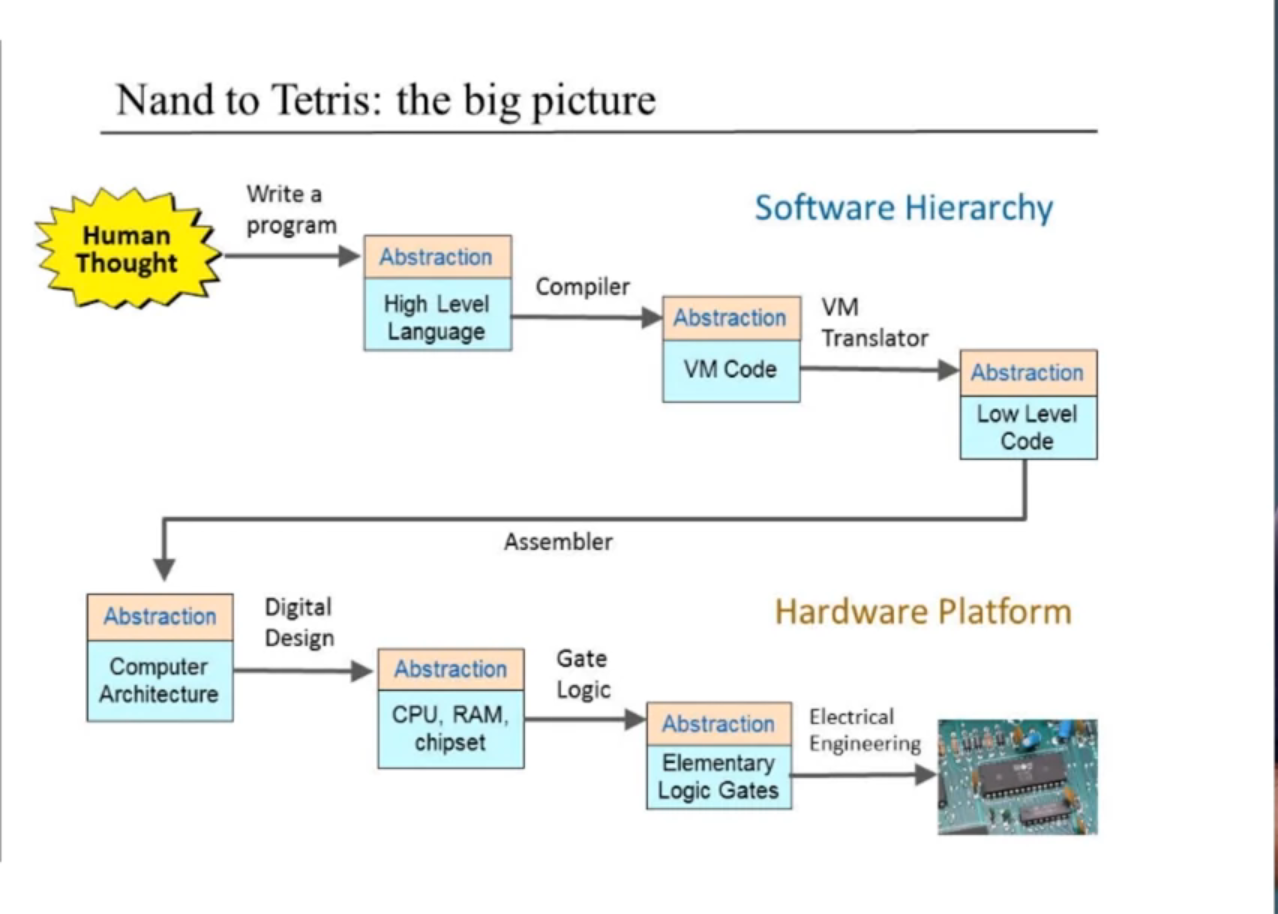 Nand to Tetris: the big picture
Human
Thought
Write a
program
Software Hierarchy
Abstraction
High Level
Language
Compiler
Abstraction
VM Code
VM
Translator
Abstraction
Low Level
Code
Assembler
Hardware Platform
Abstraction
Computer
Architecture
Digital
Design
Abstraction
CPU, RAM,
chipset
Gate
Logic
Abstraction
Elementary
Logic Gates
Electrical
Engineering